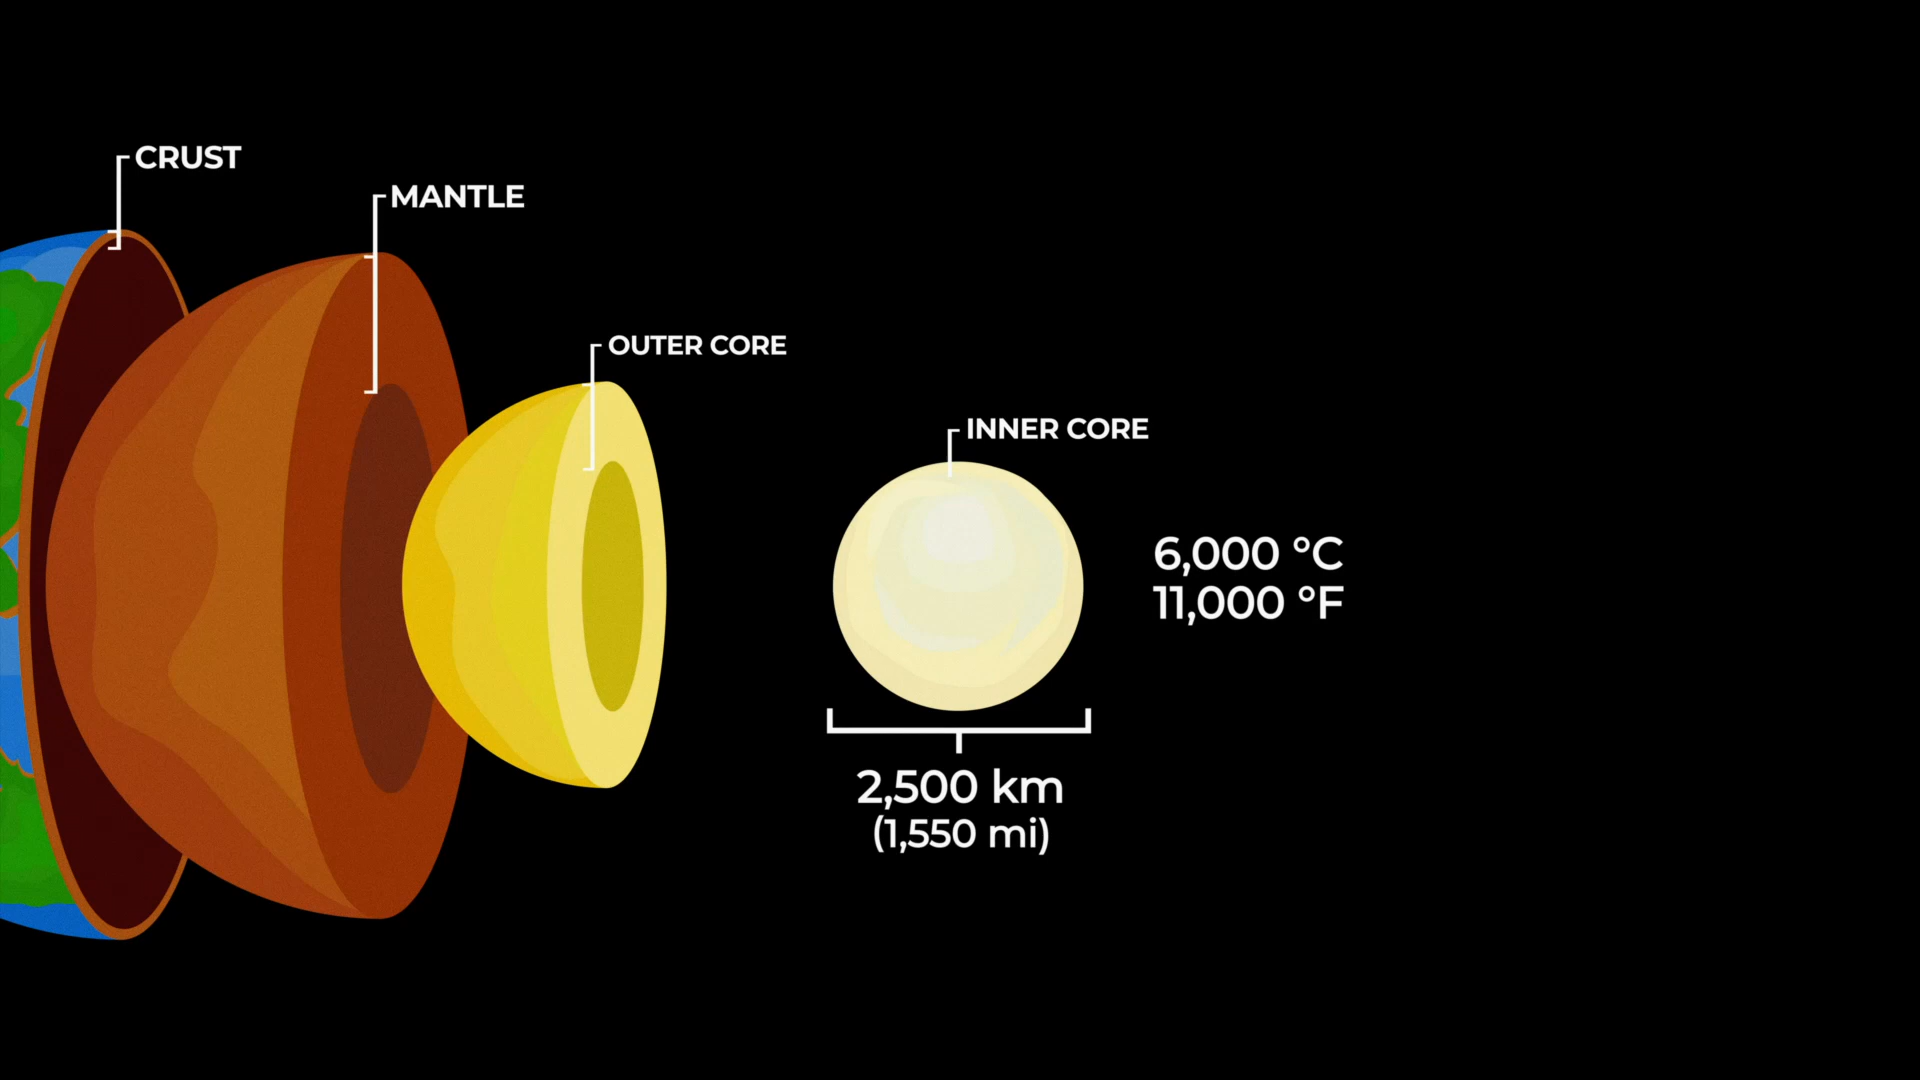 CRUST
MANTLE
OUTER CORE
INNER CORE
6,000 °C
11,000 °F
2,500 km
(1,550 mi)